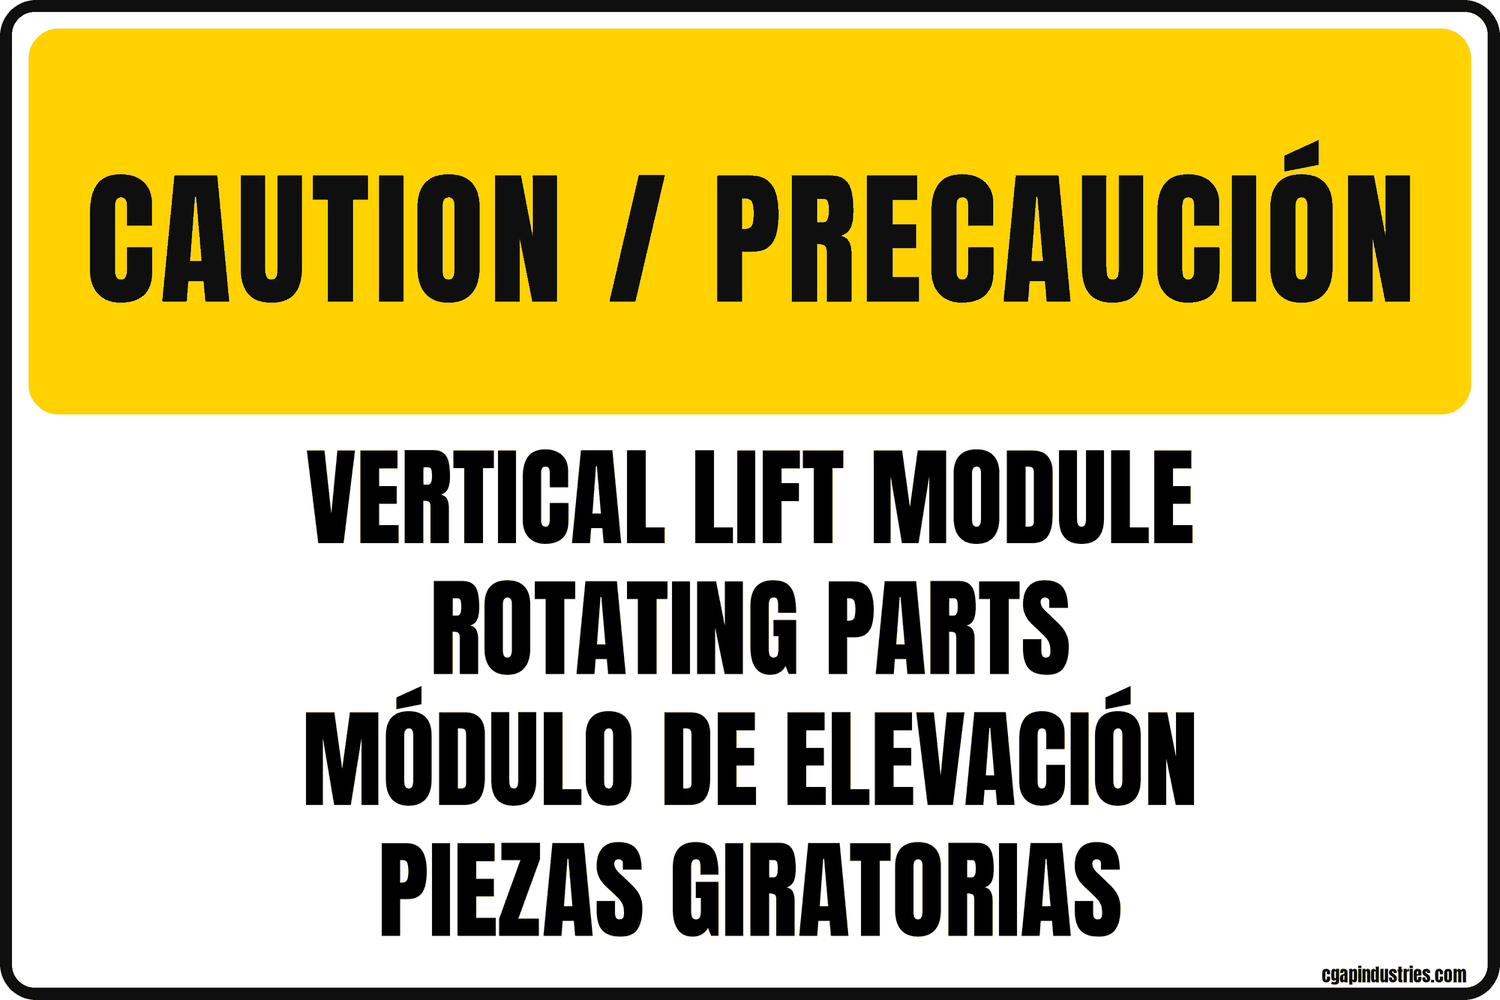 CAUTION / PRECAUCIÓN
VERTICAL LIFT MODULE
ROTATING PARTS
MÓDULO DE ELEVACIÓN
PIEZAS GIRATORIAS
cgapindustries.com